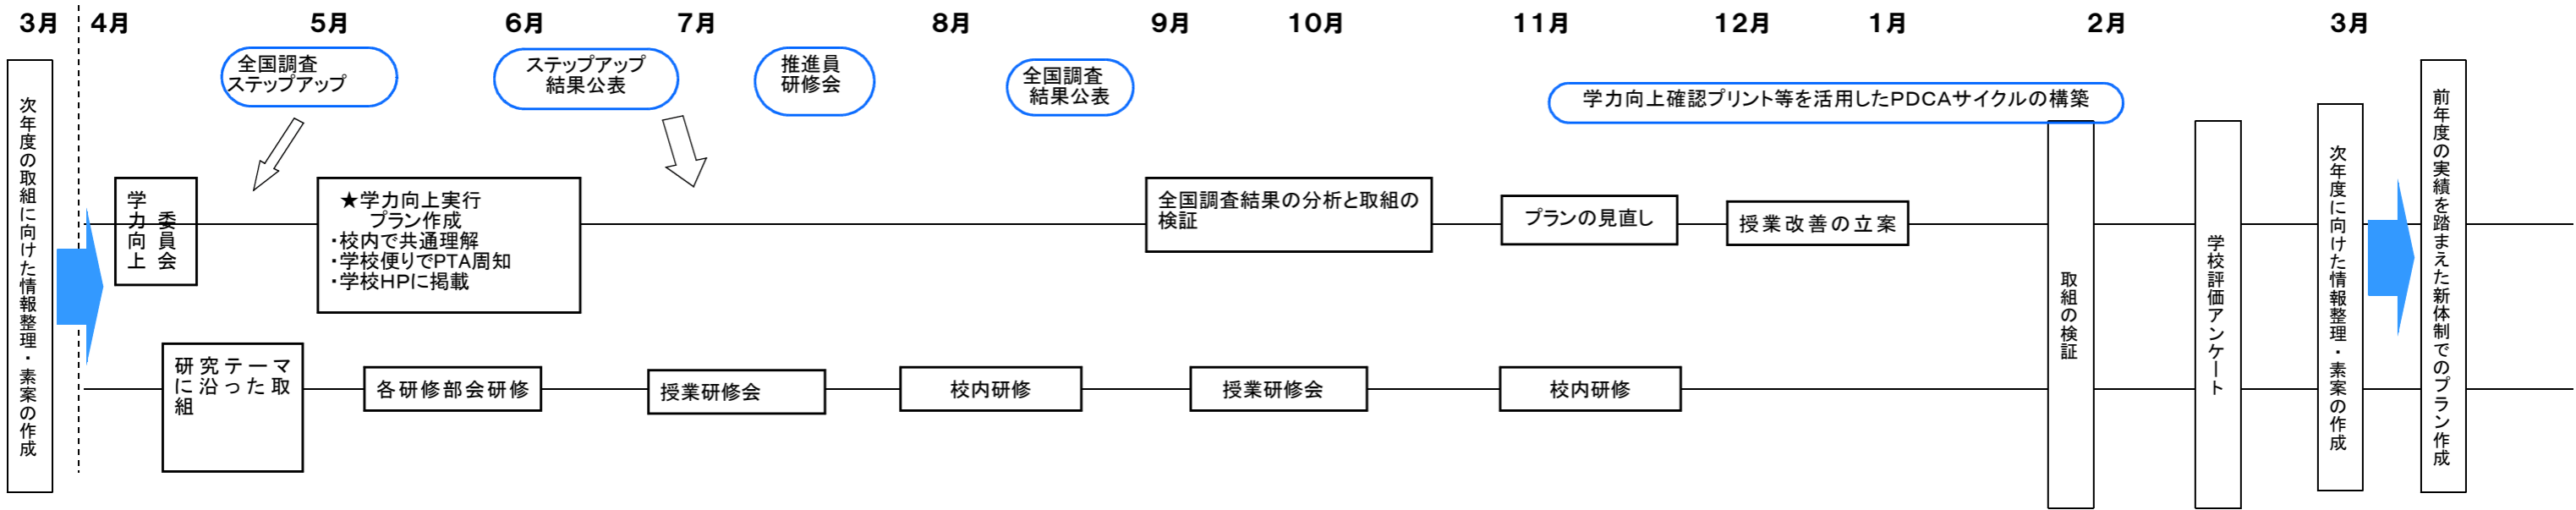 3月 4月 5月 6月 7月 8月 9月 10月 11月 12月 1月 2月 3月
全国調査
ステップアップ
ステップアップ
結果公表
推進員
研修会
全国調査
結果公表
学力向上確認プリント等を活用したPDCAサイクルの構築
次年度の取組に向けた情報整理・素案の作成
学力向上
委員会
★学力向上実行
プラン作成
・校内で共通理解
・学校便りでPTA周知
・学校HPに掲載
全国調査結果の分析と取組の
検証
プランの見直し
授業改善の立案
研究テーマ
に沿った取
組
各研修部会研修
授業研修会
校内研修
授業研修会
校内研修
取組の検証
学校評価アンケート
次年度に向けた情報整理・素案の作成
前年度の実績を踏まえた新体制でのプラン作成